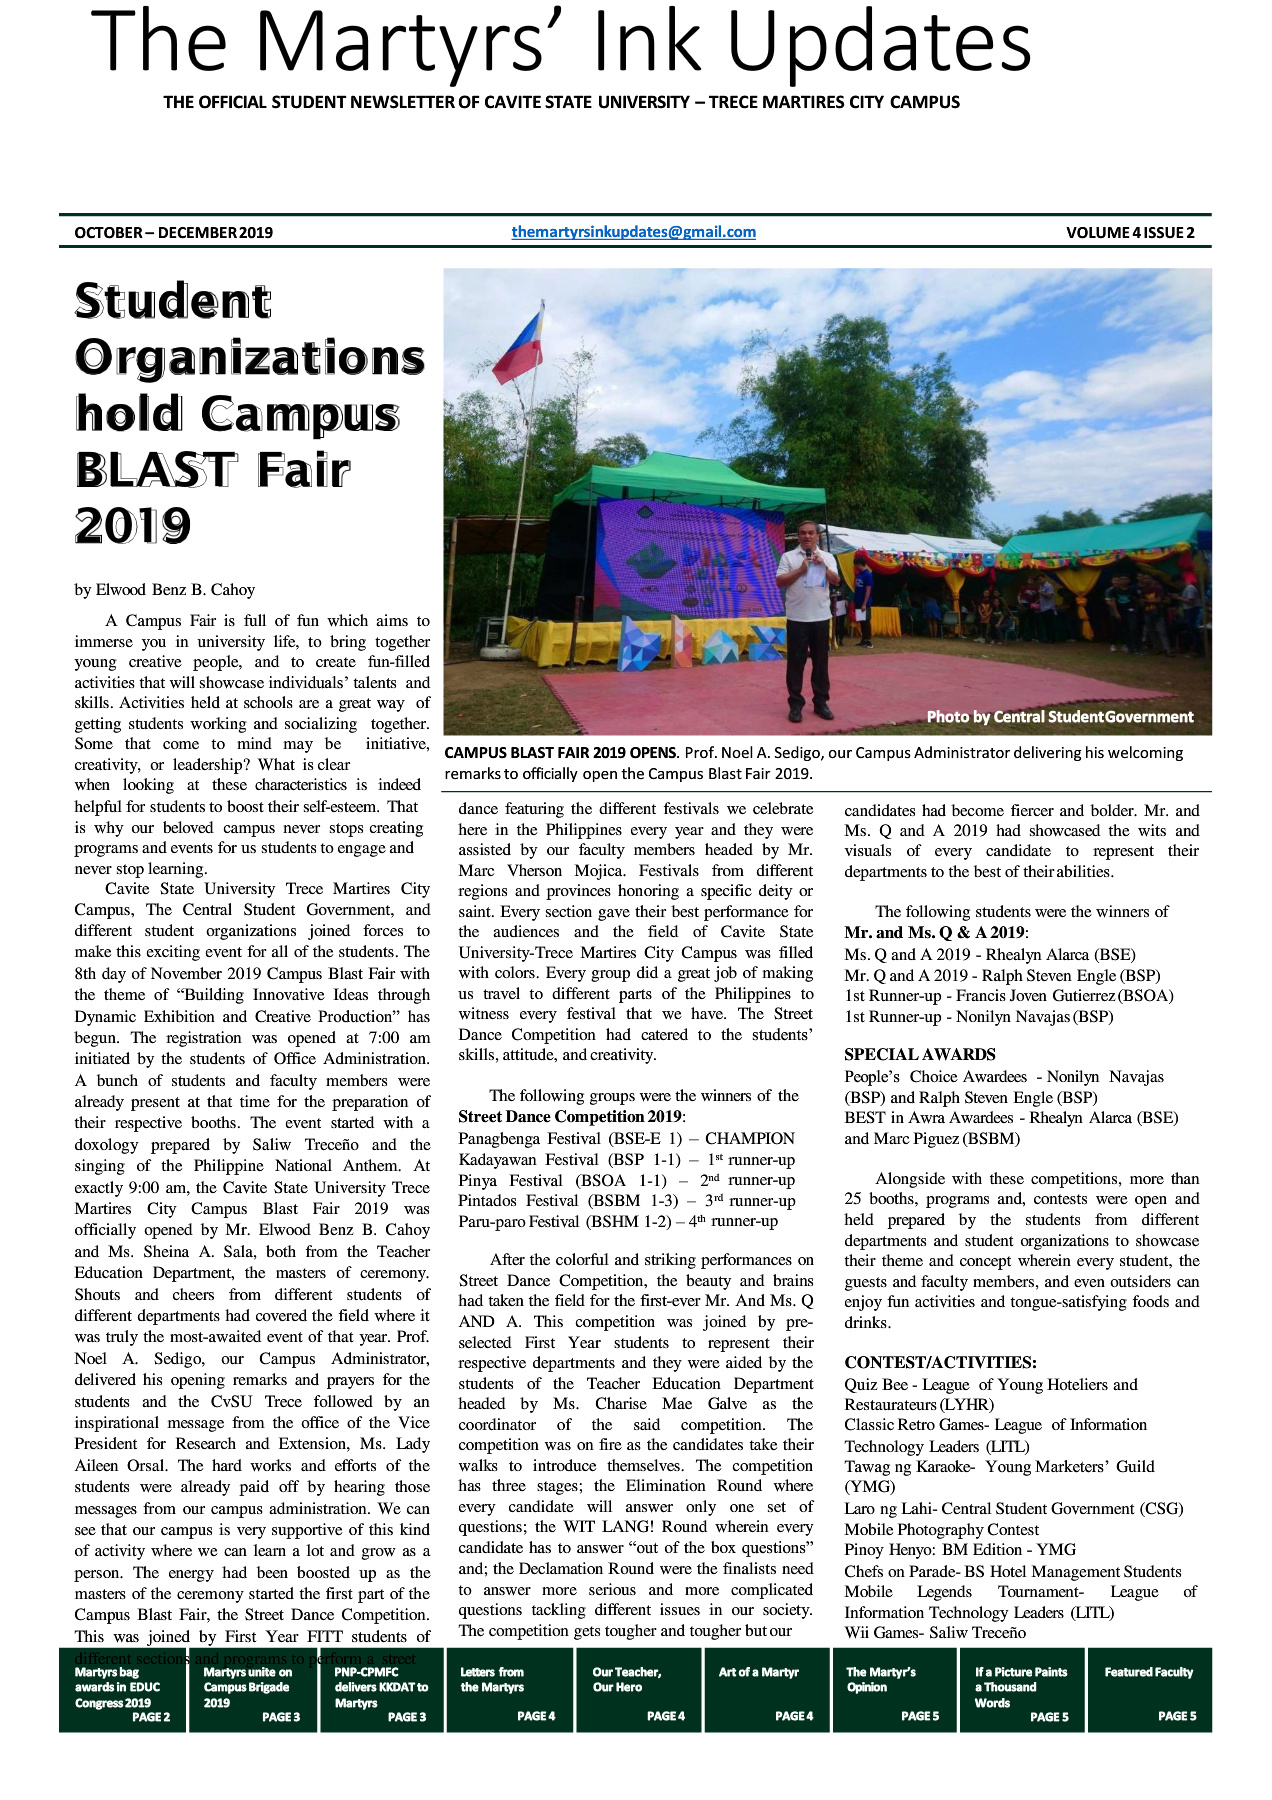 The Martyrs’ Ink Updates
THE OFFICIAL STUDENT NEWSLETTER OF CAVITE STATE UNIVERSITY – TRECE MARTIRES CITY CAMPUS
OCTOBER – DECEMBER 2019
themartyrsinkupdates@gmail.com
VOLUME 4 ISSUE 2
Student
Organizations
hold Campus
BLAST Fair
2019
by Elwood Benz B. Cahoy
A Campus Fair is full of fun which aims to
immerse you in university life, to bring together
young creative people, and to create fun-filled
activities that will showcase individuals’ talents and
skills. Activities held at schools are a great way of
getting students working and socializing together.
Some that come to mind may be initiative,
creativity, or leadership? What is clear
when looking at these characteristics is indeed
helpful for students to boost their self-esteem. That
is why our beloved campus never stops creating
programs and events for us students to engage and
never stop learning.
Cavite State University Trece Martires City
Campus, The Central Student Government, and
different student organizations joined forces to
make this exciting event for all of the students. The
8th day of November 2019 Campus Blast Fair with
the theme of “Building Innovative Ideas through
Dynamic Exhibition and Creative Production” has
begun. The registration was opened at 7:00 am
initiated by the students of Office Administration.
A bunch of students and faculty members were
already present at that time for the preparation of
their respective booths. The event started with a
doxology prepared by Saliw Treceño and the
singing of the Philippine National Anthem. At
exactly 9:00 am, the Cavite State University Trece
Martires City Campus Blast Fair 2019 was
officially opened by Mr. Elwood Benz B. Cahoy
and Ms. Sheina A. Sala, both from the Teacher
Education Department, the masters of ceremony.
Shouts and cheers from different students of
different departments had covered the field where it
was truly the most-awaited event of that year. Prof.
Noel A. Sedigo, our Campus Administrator,
delivered his opening remarks and prayers for the
students and the CvSU Trece followed by an
inspirational message from the office of the Vice
President for Research and Extension, Ms. Lady
Aileen Orsal. The hard works and efforts of the
students were already paid off by hearing those
messages from our campus administration. We can
see that our campus is very supportive of this kind
of activity where we can learn a lot and grow as a
person. The energy had been boosted up as the
masters of the ceremony started the first part of the
Campus Blast Fair, the Street Dance Competition.
This was joined by First Year FITT students of
different sections and programs to perform a street
Photo by Central Student Government
CAMPUS BLAST FAIR 2019 OPENS. Prof. Noel A. Sedigo, our Campus Administrator delivering his welcoming
remarks to officially open the Campus Blast Fair 2019.
dance featuring the different festivals we celebrate
here in the Philippines every year and they were
assisted by our faculty members headed by Mr.
Marc Vherson Mojica. Festivals from different
regions and provinces honoring a specific deity or
saint. Every section gave their best performance for
the audiences and the field of Cavite State
University-Trece Martires City Campus was filled
with colors. Every group did a great job of making
us travel to different parts of the Philippines to
witness every festival that we have. The Street
Dance Competition had catered to the students’
skills, attitude, and creativity.
The following groups were the winners of the
Street Dance Competition 2019:
Panagbenga Festival (BSE-E 1) – CHAMPION
Kadayawan Festival (BSP 1-1) – 1st runner-up
Pinya Festival (BSOA 1-1) – 2nd runner-up
Pintados Festival (BSBM 1-3) – 3rd runner-up
Paru-paro Festival (BSHM 1-2) – 4th runner-up
After the colorful and striking performances on
Street Dance Competition, the beauty and brains
had taken the field for the first-ever Mr. And Ms. Q
AND A. This competition was joined by pre-
selected First Year students to represent their
respective departments and they were aided by the
students of the Teacher Education Department
headed by Ms. Charise Mae Galve as the
coordinator of the said competition. The
competition was on fire as the candidates take their
walks to introduce themselves. The competition
has three stages; the Elimination Round where
every candidate will answer only one set of
questions; the WIT LANG! Round wherein every
candidate has to answer “out of the box questions”
and; the Declamation Round were the finalists need
to answer more serious and more complicated
questions tackling different issues in our society.
The competition gets tougher and tougher but our
candidates had become fiercer and bolder. Mr. and
Ms. Q and A 2019 had showcased the wits and
visuals of every candidate to represent their
departments to the best of their abilities.
The following students were the winners of
Mr. and Ms. Q & A 2019:
Ms. Q and A 2019 - Rhealyn Alarca (BSE)
Mr. Q and A 2019 - Ralph Steven Engle (BSP)
1st Runner-up - Francis Joven Gutierrez (BSOA)
1st Runner-up - Nonilyn Navajas (BSP)
SPECIAL AWARDS
People’s Choice Awardees - Nonilyn Navajas
(BSP) and Ralph Steven Engle (BSP)
BEST in Awra Awardees - Rhealyn Alarca (BSE)
and Marc Piguez (BSBM)
Alongside with these competitions, more than
25 booths, programs and, contests were open and
held prepared by the students from different
departments and student organizations to showcase
their theme and concept wherein every student, the
guests and faculty members, and even outsiders can
enjoy fun activities and tongue-satisfying foods and
drinks.
CONTEST/ACTIVITIES:
Quiz Bee - League of Young Hoteliers and
Restaurateurs (LYHR)
Classic Retro Games- League of Information
Technology Leaders (LITL)
Tawag ng Karaoke- Young Marketers’ Guild
(YMG)
Laro ng Lahi- Central Student Government (CSG)
Mobile Photography Contest
Pinoy Henyo: BM Edition - YMG
Chefs on Parade- BS Hotel Management Students
Mobile Legends Tournament- League of
Information Technology Leaders (LITL)
Wii Games- Saliw Treceño
Martyrs bag
awards in EDUC
Congress 2019
PAGE 2
Martyrs unite on
Campus Brigade
2019
PAGE 3
PNP-CPMFC
delivers KKDAT to
Martyrs
PAGE 3
Letters from
the Martyrs
PAGE 4
Our Teacher,
Our Hero
PAGE 4
Art of a Martyr
PAGE 4
The Martyr’s
Opinion
PAGE 5
If a Picture Paints
a Thousand
Words
PAGE 5
Featured Faculty
PAGE 5